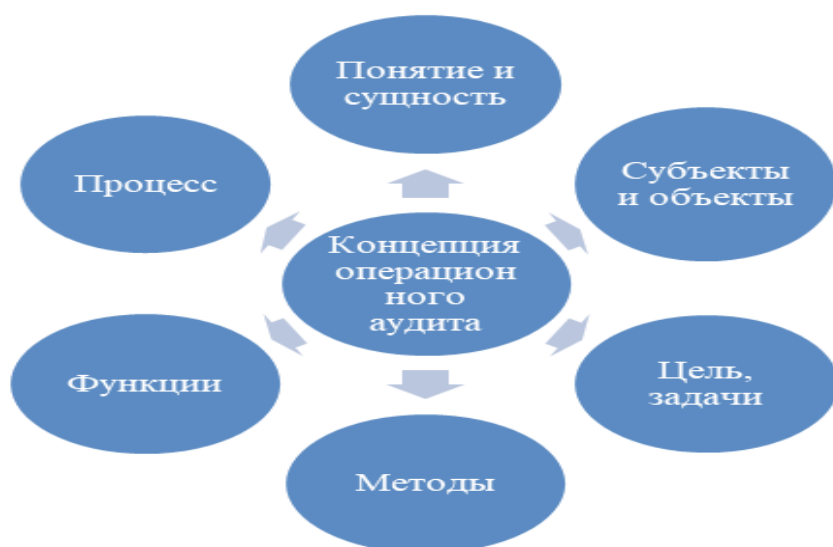 Понятие и
сущность
Процесс
Субъекты
и объекты
Концепция
операцион
ного
аудита
Функции
Цель,
задачи
Методы